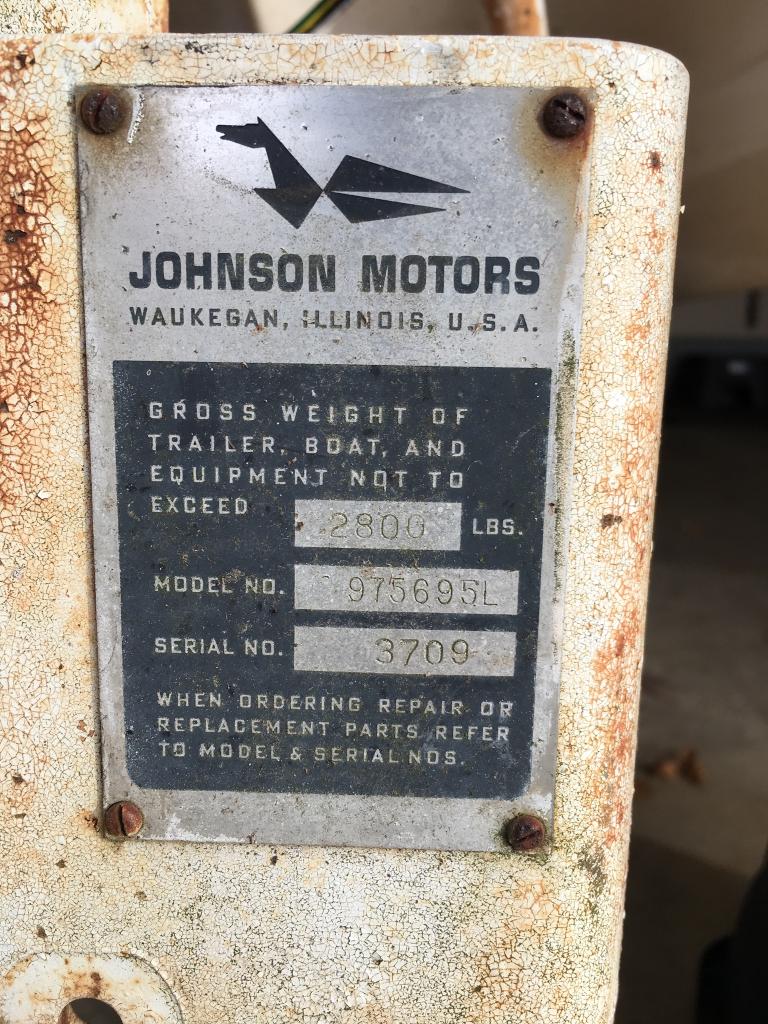 JOHNSON MOTORS
WAUKEGAN, ILLINOIS, U.S.A.
GROSS WEIGHT OF
TRAILER, BOAT, AND
EQUIPMENT NOT TO
EXCEED 2800 LBS.
MODEL NO. 975695L
SERIAL NO. 3709
WHEN ORDERING REPAIR OR
REPLACEMENT PARTS REFER
TO MODEL & SERIAL NOS.